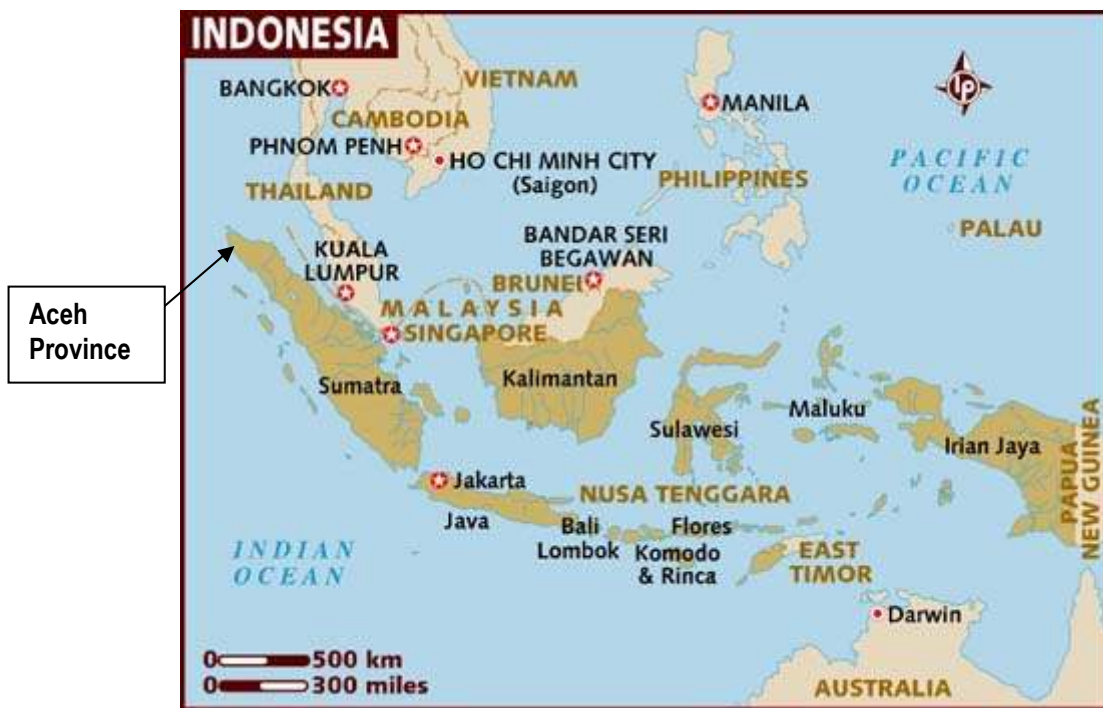 INDONESIA
BANGKOK
VIETNAM
CAMBODIA
PHNOM PENH
HO CHI MINH CITY
(Saigon)
THAILAND
MANILA
PHILIPPINES
lp
PACIFIC
OCEAN
PALAU
KUALA
LUMPUR
BANDAR SERI
BEGAWAN
BRUNEI
MALAYSIA
SINGAPORE
Aceh
Province
Sumatra
Kalimantan
Sulawesi
Maluku
Irian Jaya
PAPUA
NEW GUINEA
Jakarta
Java
NUSA TENGGARA
Bali
Lombok
Flores
Komodo
& Rinca
EAST
TIMOR
INDIAN
OCEAN
Darwin
AUSTRALIA
0 500 km
0 300 miles